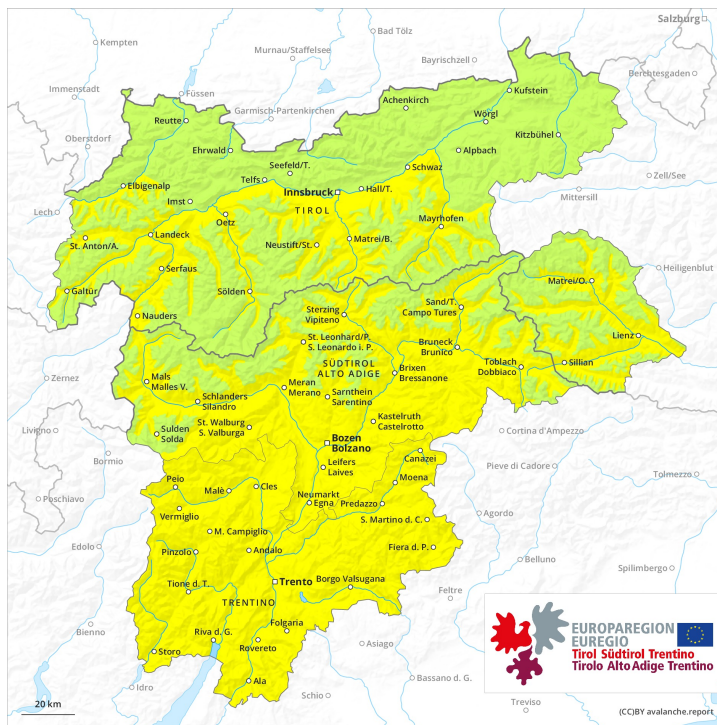 Salzburg
Kempten
Bad Tölz
Murnau/Staffelsee
Bayrischzell
Berchtesgaden
Immenstadt
Füssen
Garmisch-Partenkirchen
Achenkirch
Kufstein
Reutte
Wörgl
Oberstdorf
Ehrwald
Kitzbühel
Alpbach
Seefeld/T.
Schwaz
Zell/See
Elbigenalp
Telfs
Innsbruck
Hall/T.
Mittersill
Lech
Imst
TIROL
Oetz
Mayrhofen
St. Anton/A.
Landeck
Neustift/St.
Matrei/B.
Heiligenblut
Serfaus
Galtür
Sölden
Matrei/O.
Nauders
Sterzing
Vipiteno
Sand/T.
Campo Tures
Lienz
St. Leonhard/P.
S. Leonardo i. P.
Bruneck
Brunico
Sillian
Zernez
SÜDTIROL
ALTO ADIGE
Brixen
Bressanone
Toblach
Dobbiaco
Mals
Malles V.
Meran
Merano
Sarnthein
Sarentino
Schlanders
Silandro
Kastelruth
Castelrotto
Livigno
Sulden
Solda
St. Walburg
S. Valburga
Bozen
Bolzano
Cortina d'Ampezzo
Bormio
Leifers
Laives
Canazei
Pieve di Cadore
Tolmezzo
Poschiavo
Peio
Malè
Cles
Neumarkt
Egna
Moena
Predazzo
Vermiglio
Agordo
S. Martino d. C.
M. Campiglio
Edolo
Pinzolo
Andalo
Fiera d. P.
Belluno
Spilimbergo
Tione d. T.
Trento
Borgo Valsugana
Feltre
TRENTINO
Bienno
Folgaria
Riva d. G.
Rovereto
Asiago
Storo
Bassano d. G.
Idro
Ala
Schio
Treviso
EUROPAREGION
EUREGIO
Tirol Südtirol Trentino
Tirolo Alto Adige Trentino
20 km
(CC)BY avalanche.report